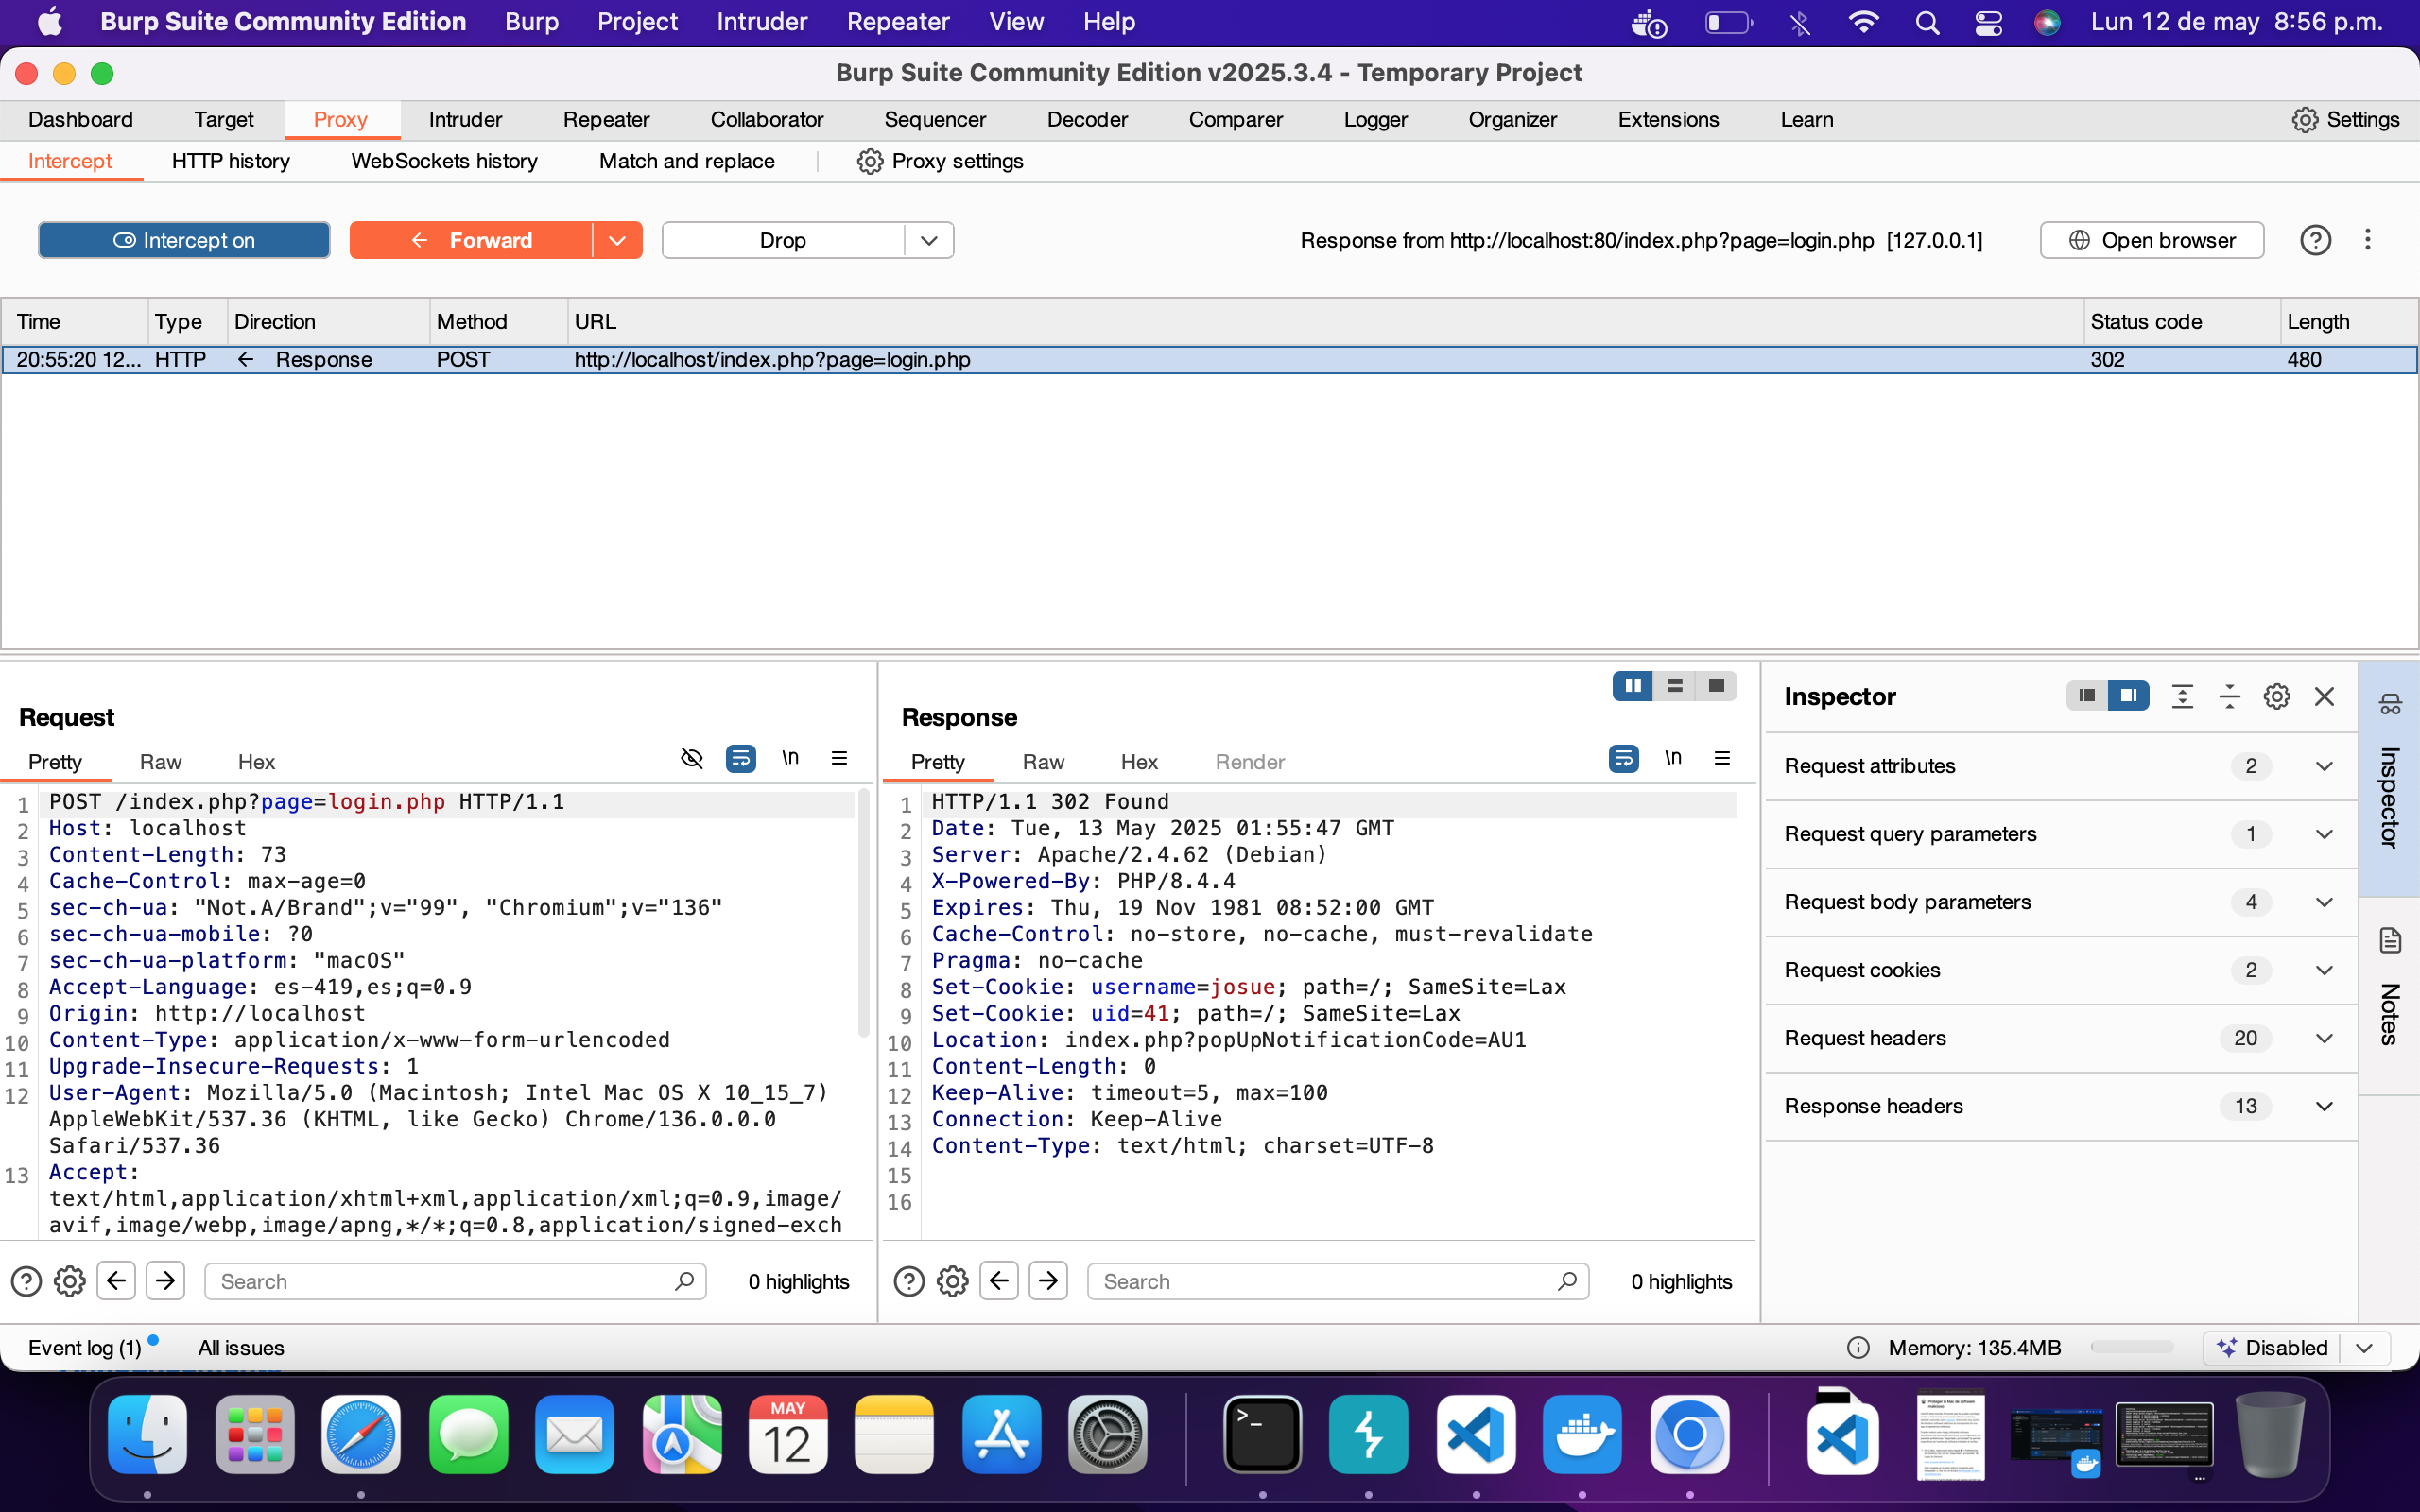 Burp Suite Community Edition Burp Project Intruder Repeater View Help Lun 12 de may 8:56 p.m.
Burp Suite Community Edition v2025.3.4 - Temporary Project
Dashboard Target Proxy Intruder Repeater Collaborator Sequencer Decoder Comparer Logger Organizer Extensions Learn Settings
Intercept HTTP history WebSockets history Match and replace Proxy settings
Intercept on Forward Drop Response from http://localhost:80/index.php?page=login.php [127.0.0.1] Open browser
Time Type Direction Method URL Status code Length
20:55:20 12... HTTP ← Response POST http://localhost/index.php?page=login.php 302 480
Request
Pretty Raw Hex \n
1 POST /index.php?page=login.php HTTP/1.1
2 Host: localhost
3 Content-Length: 73
4 Cache-Control: max-age=0
5 sec-ch-ua: "Not.A/Brand";v="99", "Chromium";v="136"
6 sec-ch-ua-mobile: ?0
7 sec-ch-ua-platform: "macOS"
8 Accept-Language: es-419,es;q=0.9
9 Origin: http://localhost
10 Content-Type: application/x-www-form-urlencoded
11 Upgrade-Insecure-Requests: 1
12 User-Agent: Mozilla/5.0 (Macintosh; Intel Mac OS X 10_15_7)
AppleWebKit/537.36 (KHTML, like Gecko) Chrome/136.0.0.0
Safari/537.36
13 Accept:
text/html,application/xhtml+xml,application/xml;q=0.9,image/
avif,image/webp,image/apng,*/*;q=0.8,application/signed-exch
Search 0 highlights
Response
Pretty Raw Hex Render \n
1 HTTP/1.1 302 Found
2 Date: Tue, 13 May 2025 01:55:47 GMT
3 Server: Apache/2.4.62 (Debian)
4 X-Powered-By: PHP/8.4.4
5 Expires: Thu, 19 Nov 1981 08:52:00 GMT
6 Cache-Control: no-store, no-cache, must-revalidate
7 Pragma: no-cache
8 Set-Cookie: username=josue; path=/; SameSite=Lax
9 Set-Cookie: uid=41; path=/; SameSite=Lax
10 Location: index.php?popUpNotificationCode=AU1
11 Content-Length: 0
12 Keep-Alive: timeout=5, max=100
13 Connection: Keep-Alive
14 Content-Type: text/html; charset=UTF-8
15
16
Search 0 highlights
Inspector
Request attributes 2
Request query parameters 1
Request body parameters 4
Request cookies 2
Request headers 20
Response headers 13
Inspector
Notes
Event log (1) All issues Memory: 135.4MB Disabled
MAY
12